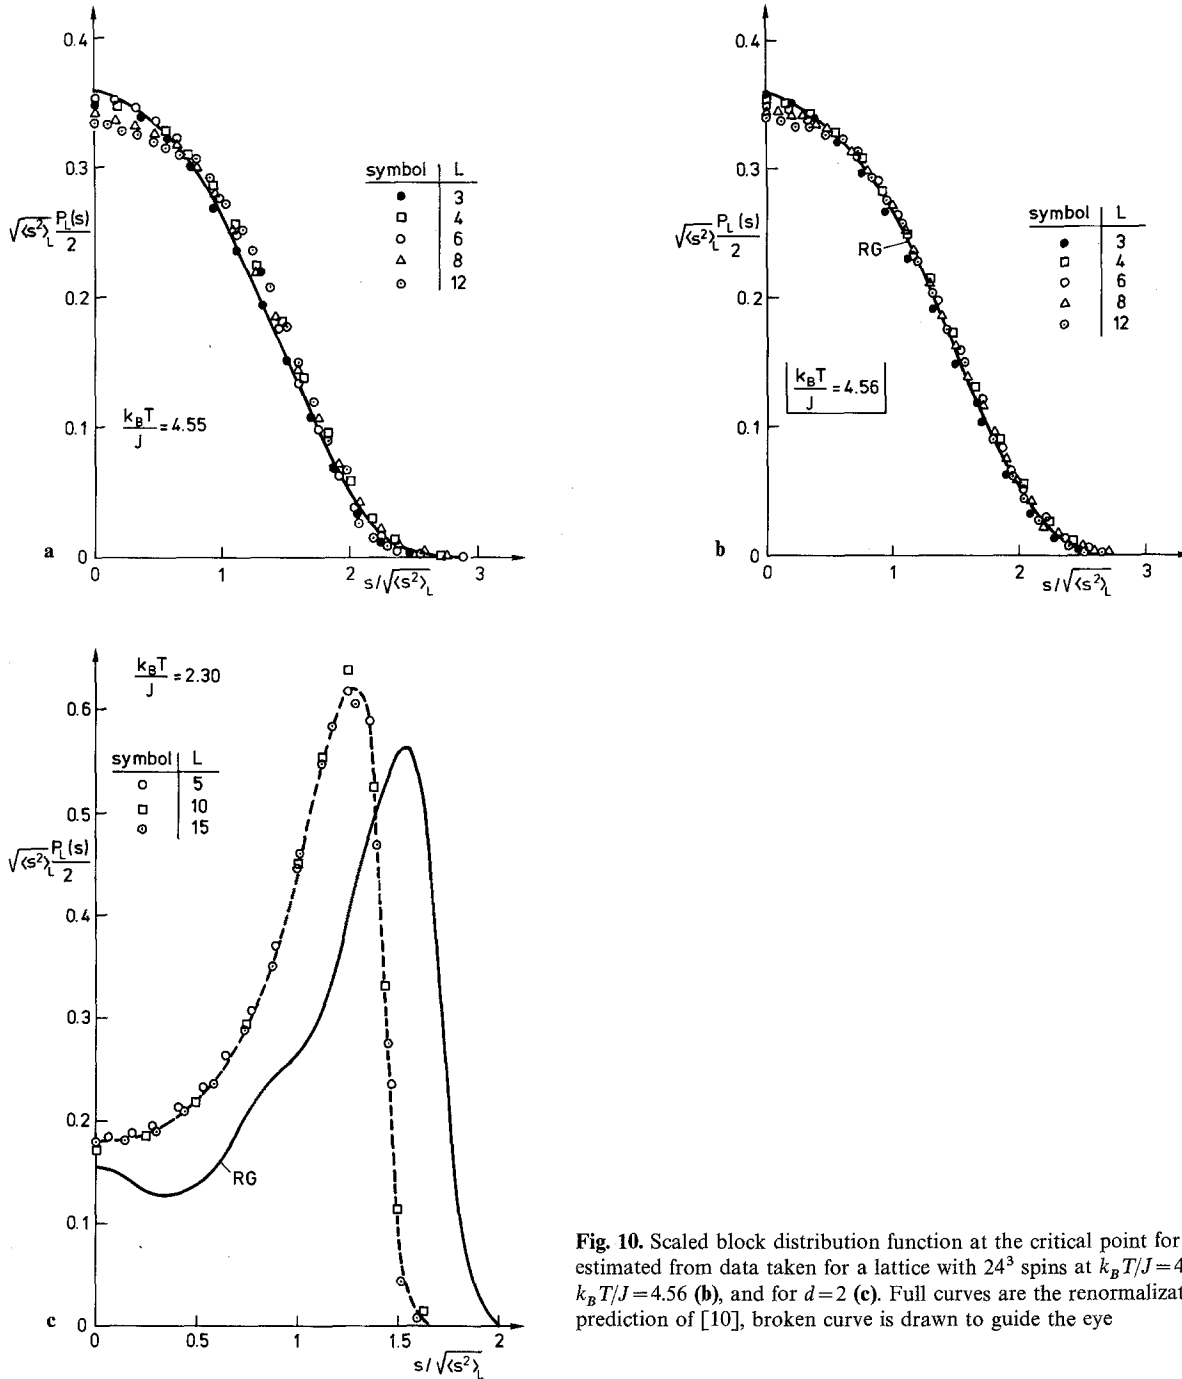 0.4
0.3
0.2
0.1
0
0 1 2 3
√⟨s²⟩_L P_L(s)/2
symbol L
● 3
□ 4
○ 6
△ 8
⊙ 12
k_BT/J = 4.55
s/√⟨s²⟩_L
a
0.4
0.3
0.2
0.1
0
0 1 2 3
√⟨s²⟩_L P_L(s)/2
RG
symbol L
● 3
□ 4
○ 6
△ 8
⊙ 12
k_BT/J = 4.56
s/√⟨s²⟩_L
b
k_BT/J = 2.30
0.6
0.5
0.4
0.3
0.2
0.1
0
symbol L
○ 5
□ 10
⊙ 15
√⟨s²⟩_L P_L(s)/2
RG
0 0.5 1 1.5 2
s/√⟨s²⟩_L
c
Fig. 10. Scaled block distribution function at the critical point for
estimated from data taken for a lattice with 24³ spins at k_BT/J=4
k_BT/J=4.56 (b), and for d=2 (c). Full curves are the renormalizat
prediction of [10], broken curve is drawn to guide the eye